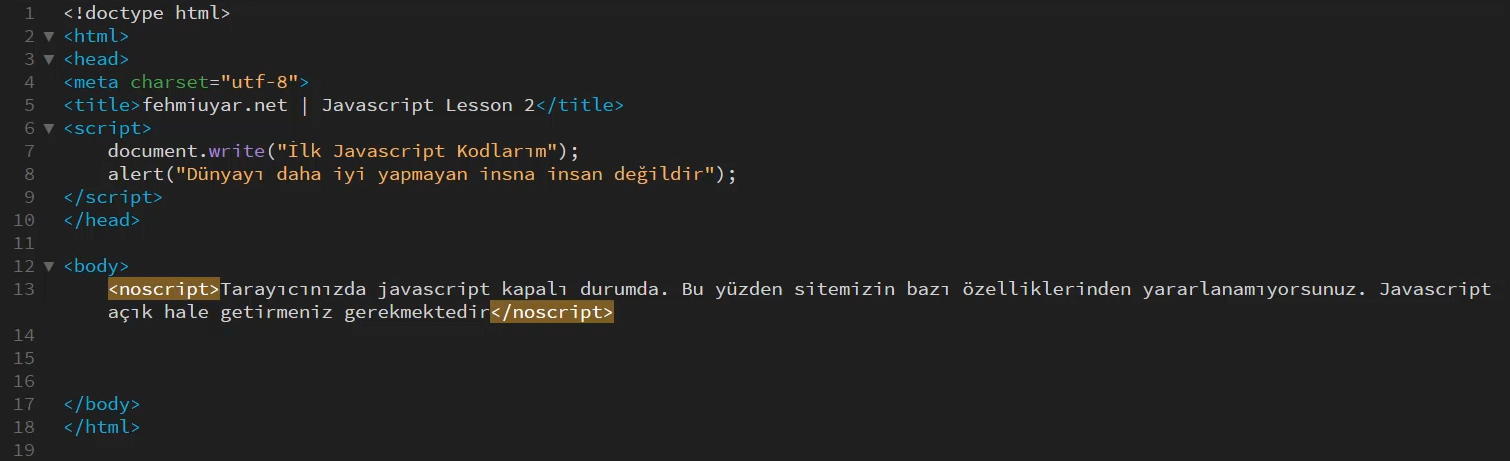 1 <!doctype html>
2 ▼ <html>
3 ▼ <head>
4 <meta charset="utf-8">
5 <title>fehmiuyar.net | Javascript Lesson 2</title>
6 ▼ <script>
7 document.write("İlk Javascript Kodlarım");
8 alert("Dünyayı daha iyi yapmayan insna insan değildir");
9 </script>
10 </head>
11
12 ▼ <body>
13 <noscript>Tarayıcınızda javascript kapalı durumda. Bu yüzden sitemizin bazı özelliklerinden yararlanamıyorsunuz. Javascript
açık hale getirmeniz gerekmektedir</noscript>
14
15
16
17 </body>
18 </html>
19